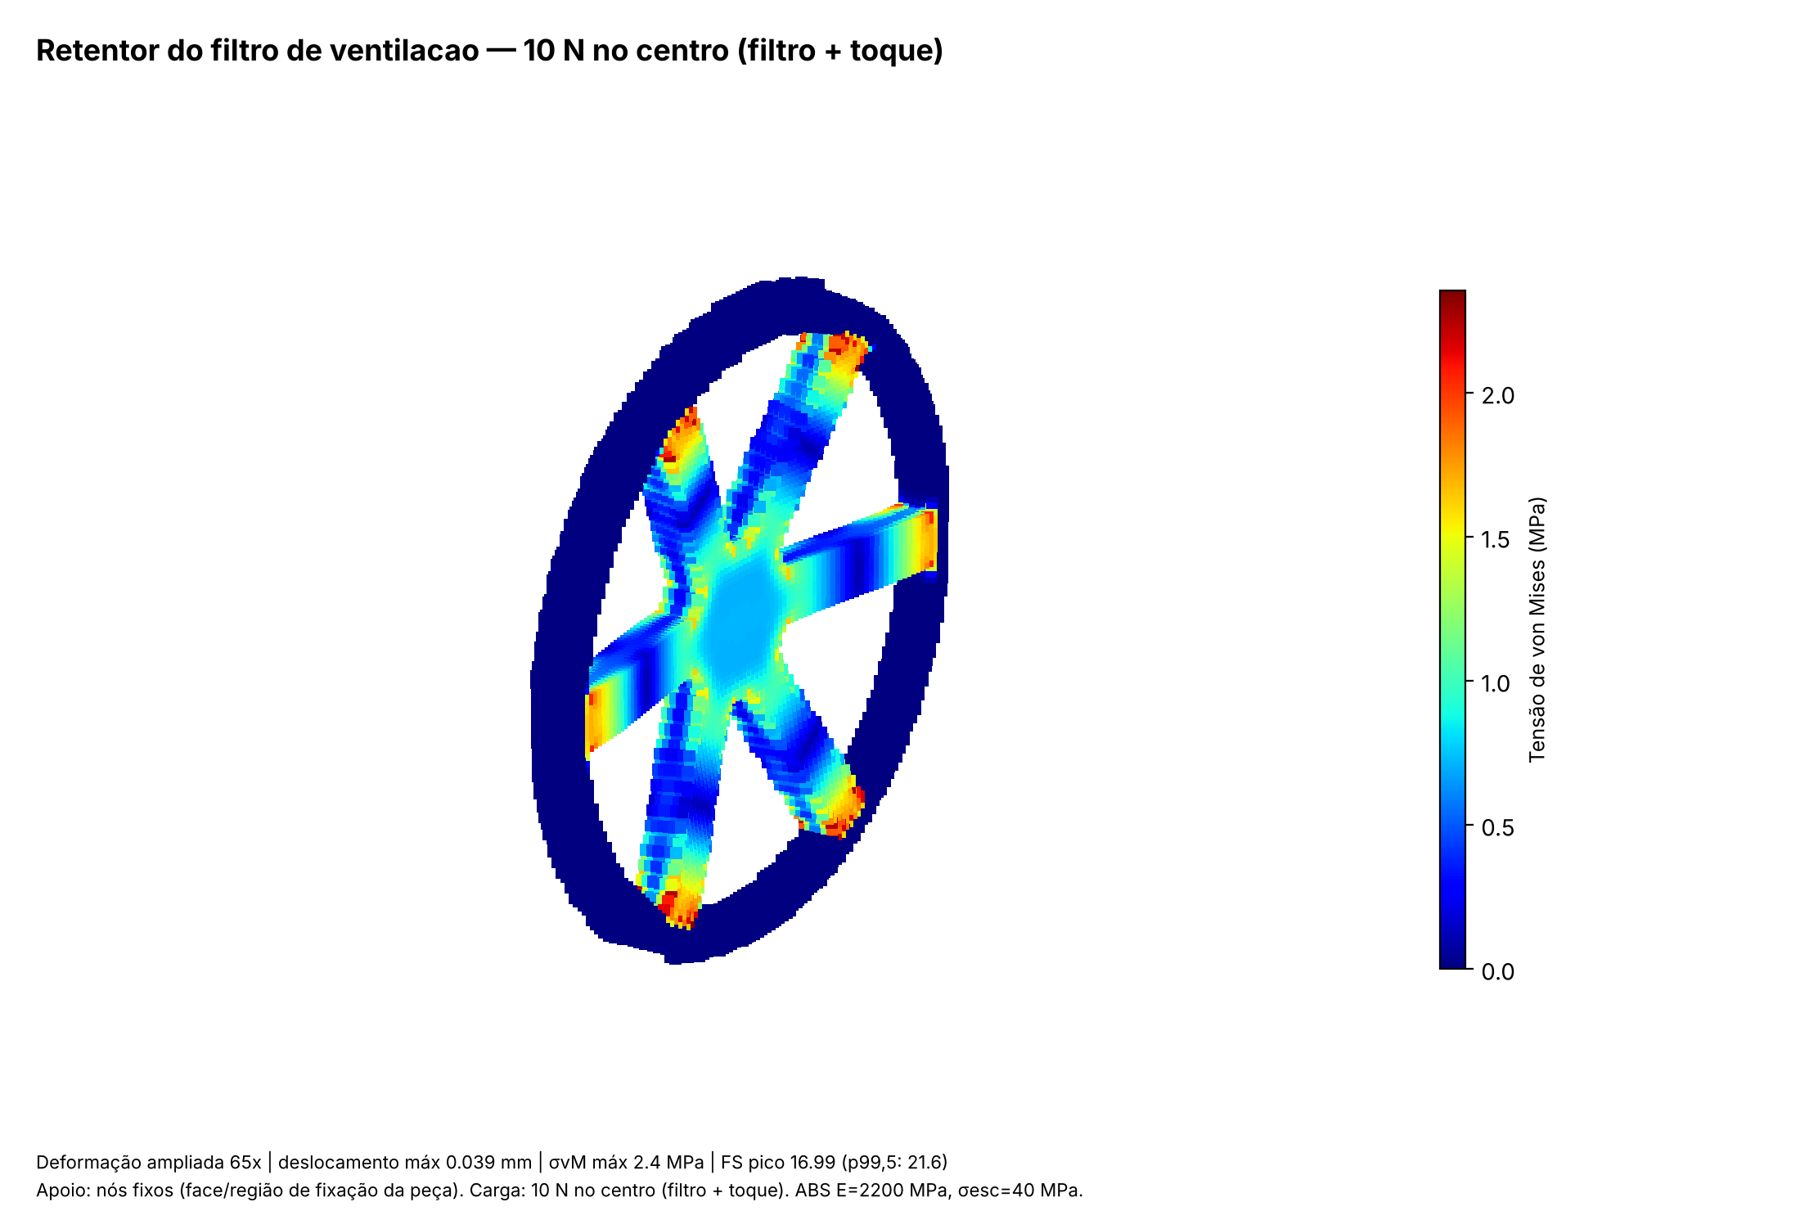 Retentor do filtro de ventilacao — 10 N no centro (filtro + toque)
2.0
1.5
1.0
0.5
0.0
Tensão de von Mises (MPa)
Deformação ampliada 65x | deslocamento máx 0.039 mm | σvM máx 2.4 MPa | FS pico 16.99 (p99,5: 21.6)
Apoio: nós fixos (face/região de fixação da peça). Carga: 10 N no centro (filtro + toque). ABS E=2200 MPa, σesc=40 MPa.